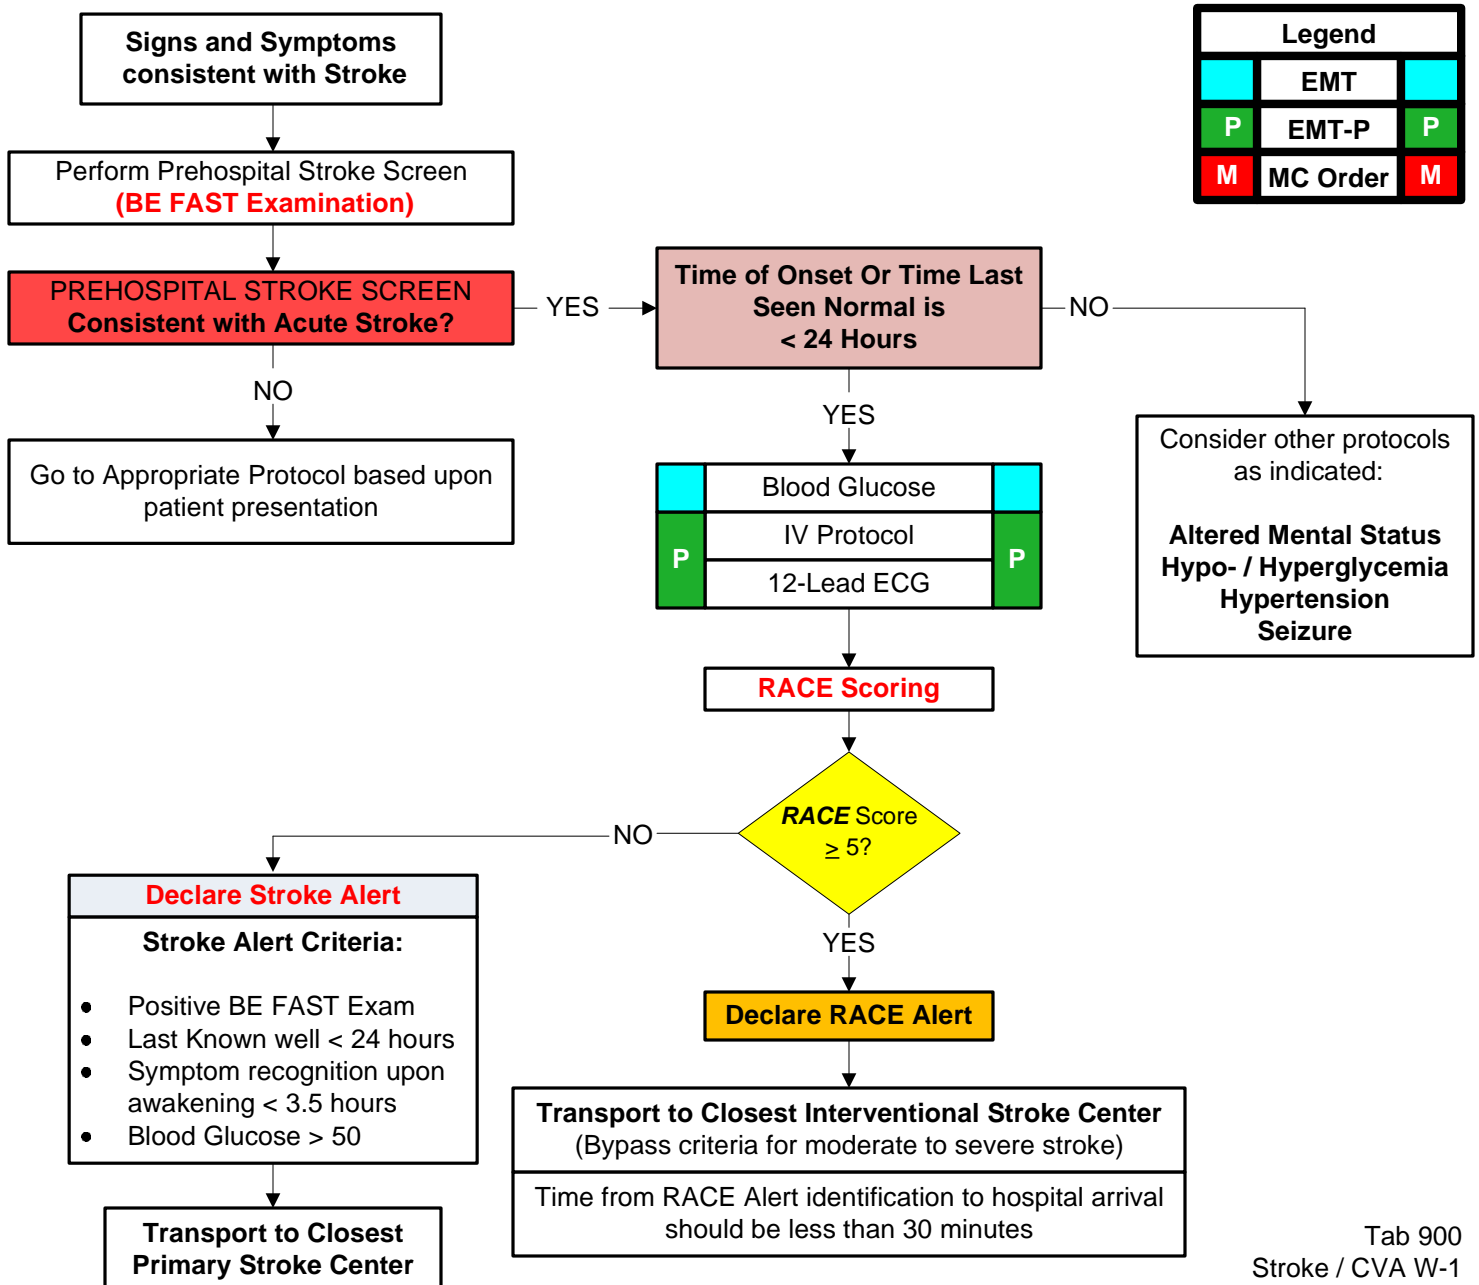 Signs and Symptoms
consistent with Stroke
Legend
EMT
P EMT-P P
M MC Order M
Perform Prehospital Stroke Screen
(BE FAST Examination)
PREHOSPITAL STROKE SCREEN
Consistent with Acute Stroke?
YES
Time of Onset Or Time Last
Seen Normal is
< 24 Hours
NO
NO
YES
Go to Appropriate Protocol based upon
patient presentation
Consider other protocols
as indicated:
Altered Mental Status
Hypo- / Hyperglycemia
Hypertension
Seizure
Blood Glucose
P IV Protocol P
12-Lead ECG
RACE Scoring
RACE Score
≥ 5?
NO
YES
Declare Stroke Alert
Stroke Alert Criteria:
• Positive BE FAST Exam
• Last Known well < 24 hours
• Symptom recognition upon
awakening < 3.5 hours
• Blood Glucose > 50
Transport to Closest
Primary Stroke Center
Declare RACE Alert
Transport to Closest Interventional Stroke Center
(Bypass criteria for moderate to severe stroke)
Time from RACE Alert identification to hospital arrival
should be less than 30 minutes
Tab 900
Stroke / CVA W-1